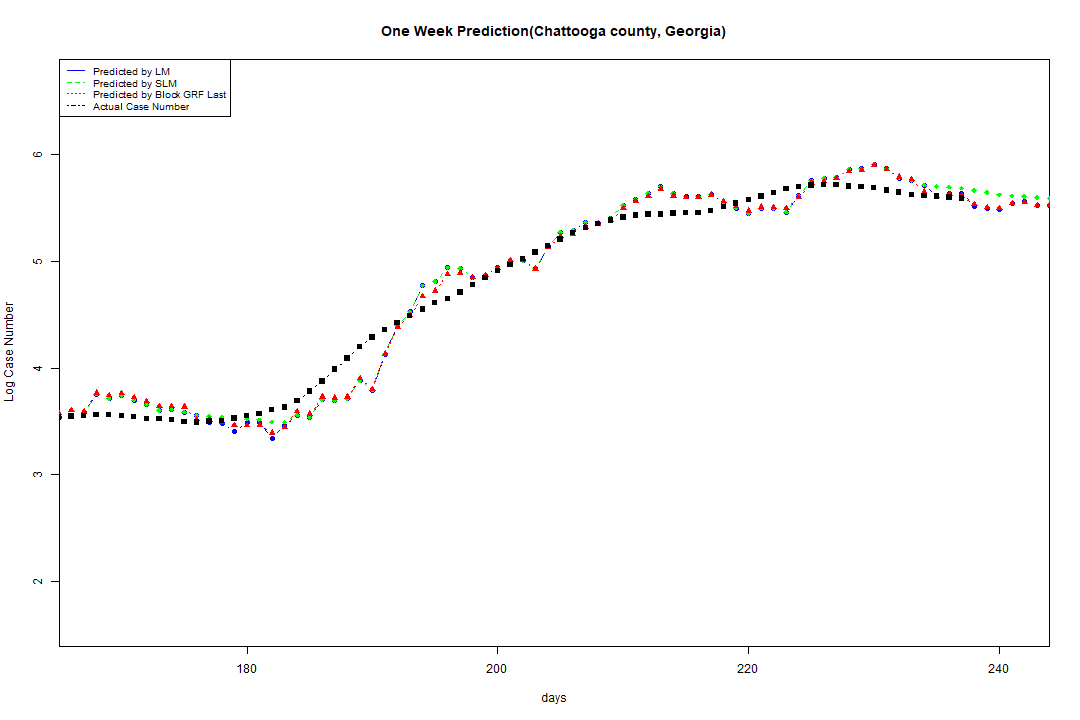 One Week Prediction(Chattooga county, Georgia)
Predicted by LM
Predicted by SLM
Predicted by Block GRF Last
Actual Case Number
6
5
4
3
2
Log Case Number
180 200 220 240
days